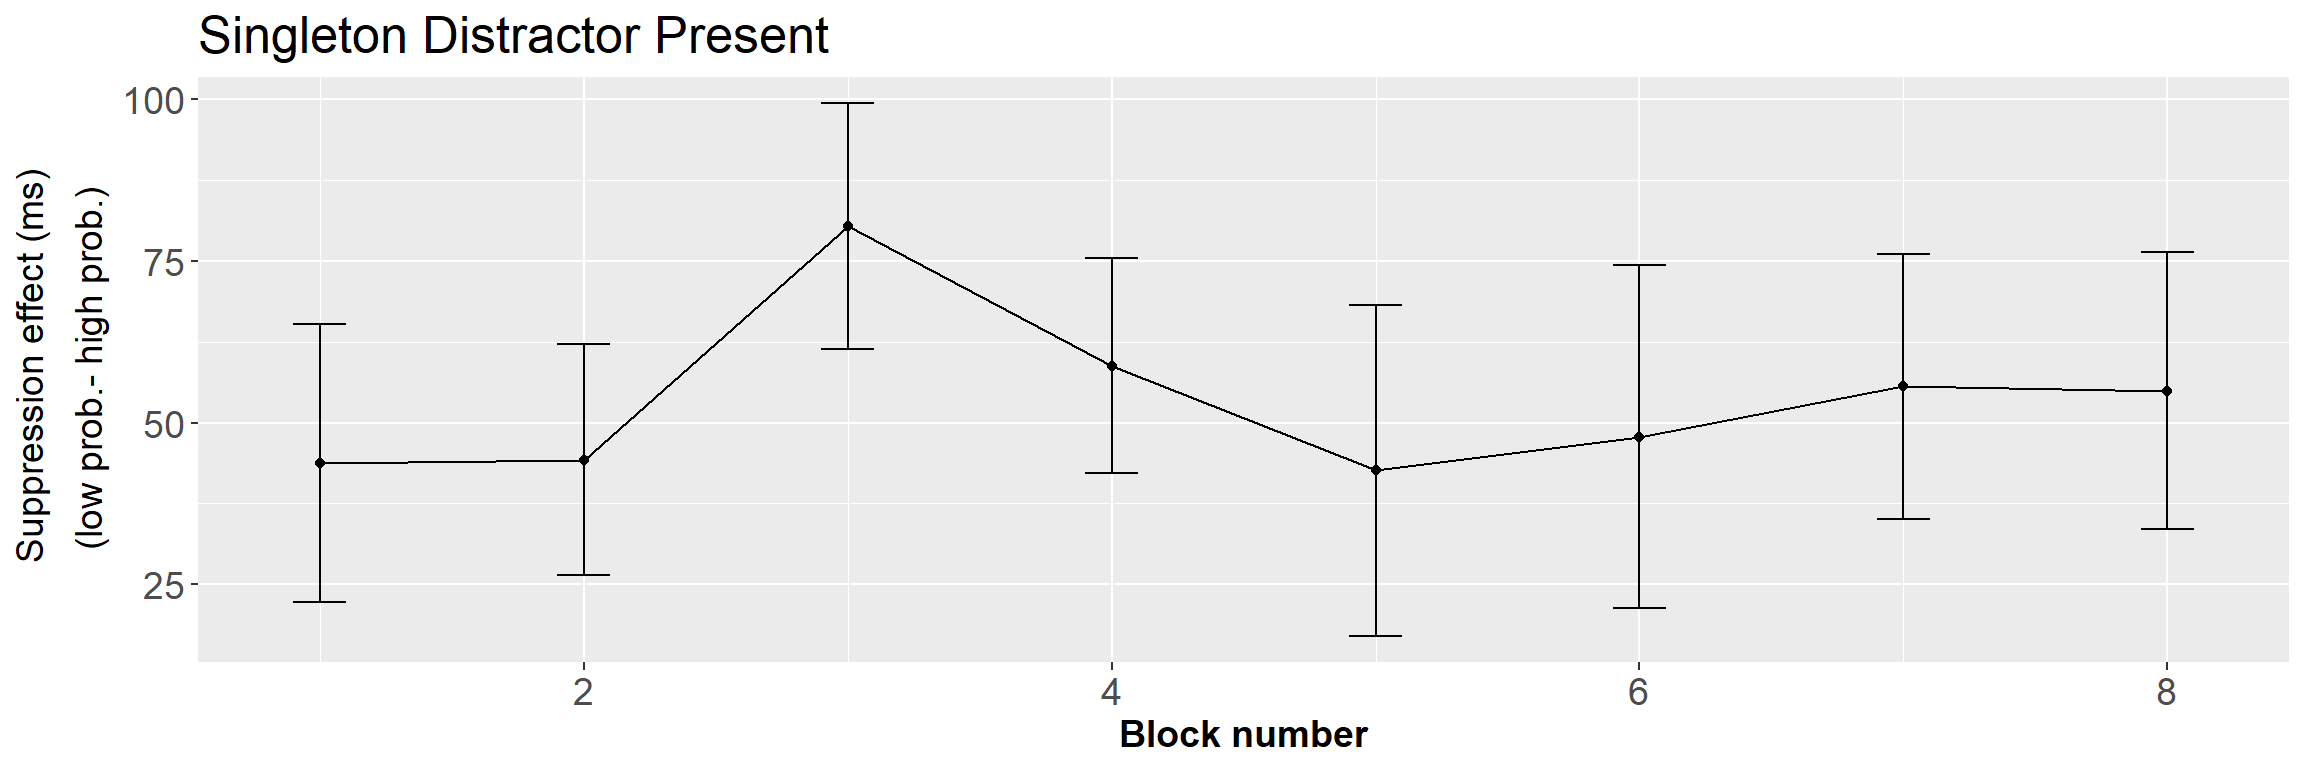 Singleton Distractor Present
Suppression effect (ms)
(low prob.- high prob.)
100
75
50
25
2
4
6
8
Block number